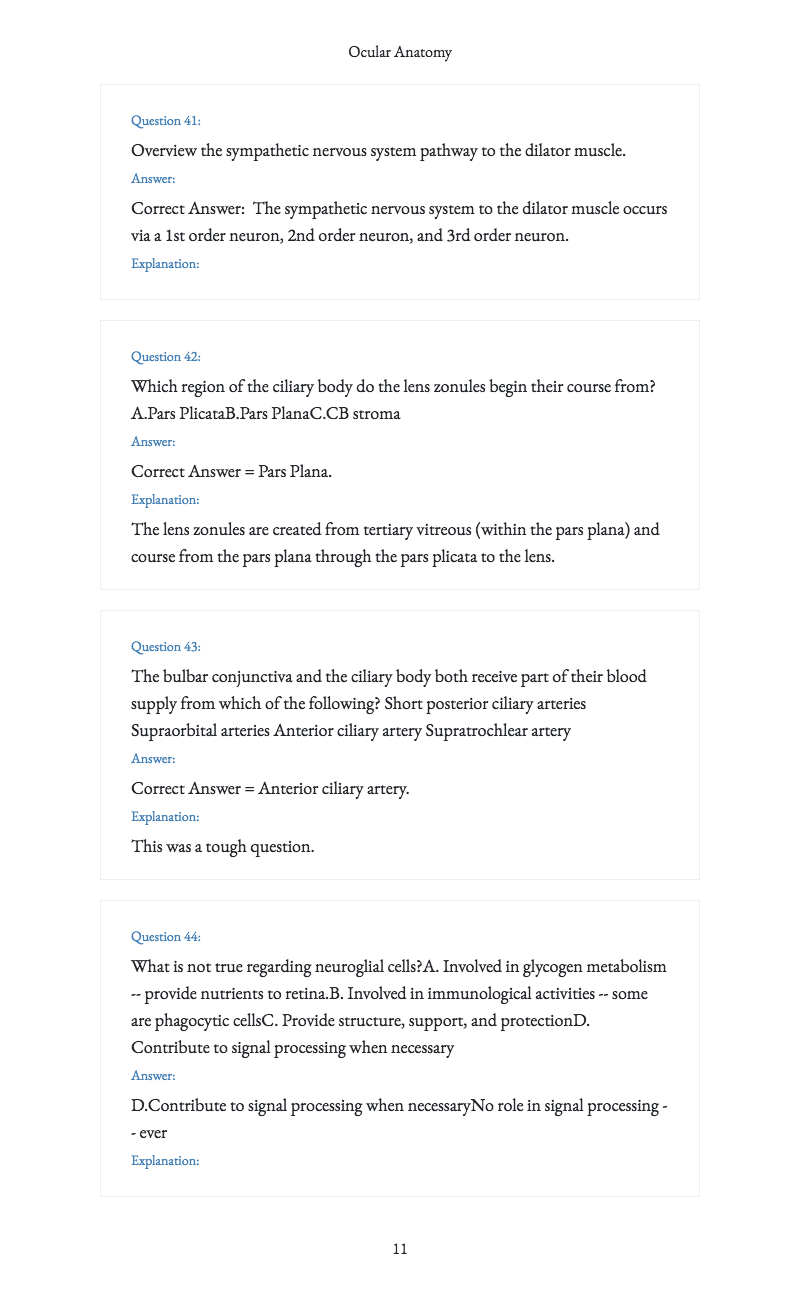 Ocular Anatomy
Question 41:
Overview the sympathetic nervous system pathway to the dilator muscle.
Answer:
Correct Answer:  The sympathetic nervous system to the dilator muscle occurs
via a 1st order neuron, 2nd order neuron, and 3rd order neuron.
Explanation:
Question 42:
Which region of the ciliary body do the lens zonules begin their course from?
A.Pars PlicataB.Pars PlanaC.CB stroma
Answer:
Correct Answer = Pars Plana.
Explanation:
The lens zonules are created from tertiary vitreous (within the pars plana) and
course from the pars plana through the pars plicata to the lens.
Question 43:
The bulbar conjunctiva and the ciliary body both receive part of their blood
supply from which of the following? Short posterior ciliary arteries
Supraorbital arteries Anterior ciliary artery Supratrochlear artery
Answer:
Correct Answer = Anterior ciliary artery.
Explanation:
This was a tough question.
Question 44:
What is not true regarding neuroglial cells?A. Involved in glycogen metabolism
-- provide nutrients to retina.B. Involved in immunological activities -- some
are phagocytic cellsC. Provide structure, support, and protectionD.
Contribute to signal processing when necessary
Answer:
D.Contribute to signal processing when necessaryNo role in signal processing -
- ever
Explanation:
11